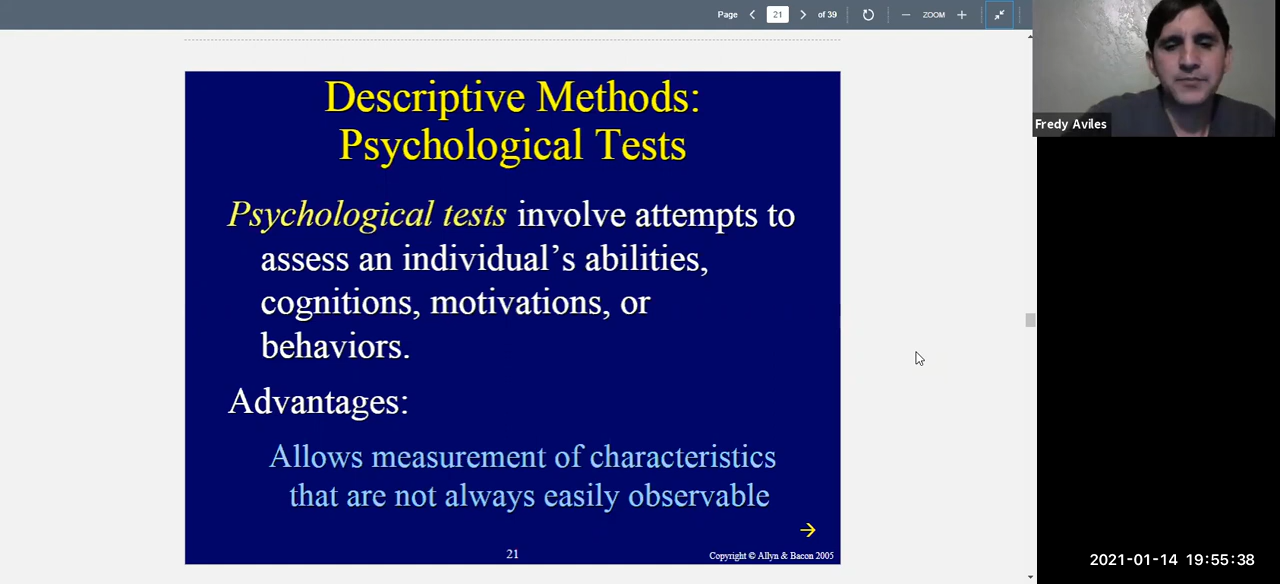 Page 21 of 39 ZOOM
Descriptive Methods:
Psychological Tests
Psychological tests involve attempts to
assess an individual’s abilities,
cognitions, motivations, or
behaviors.
Advantages:
Allows measurement of characteristics
that are not always easily observable
21
Copyright © Allyn & Bacon 2005
Fredy Aviles
2021-01-14 19:55:38